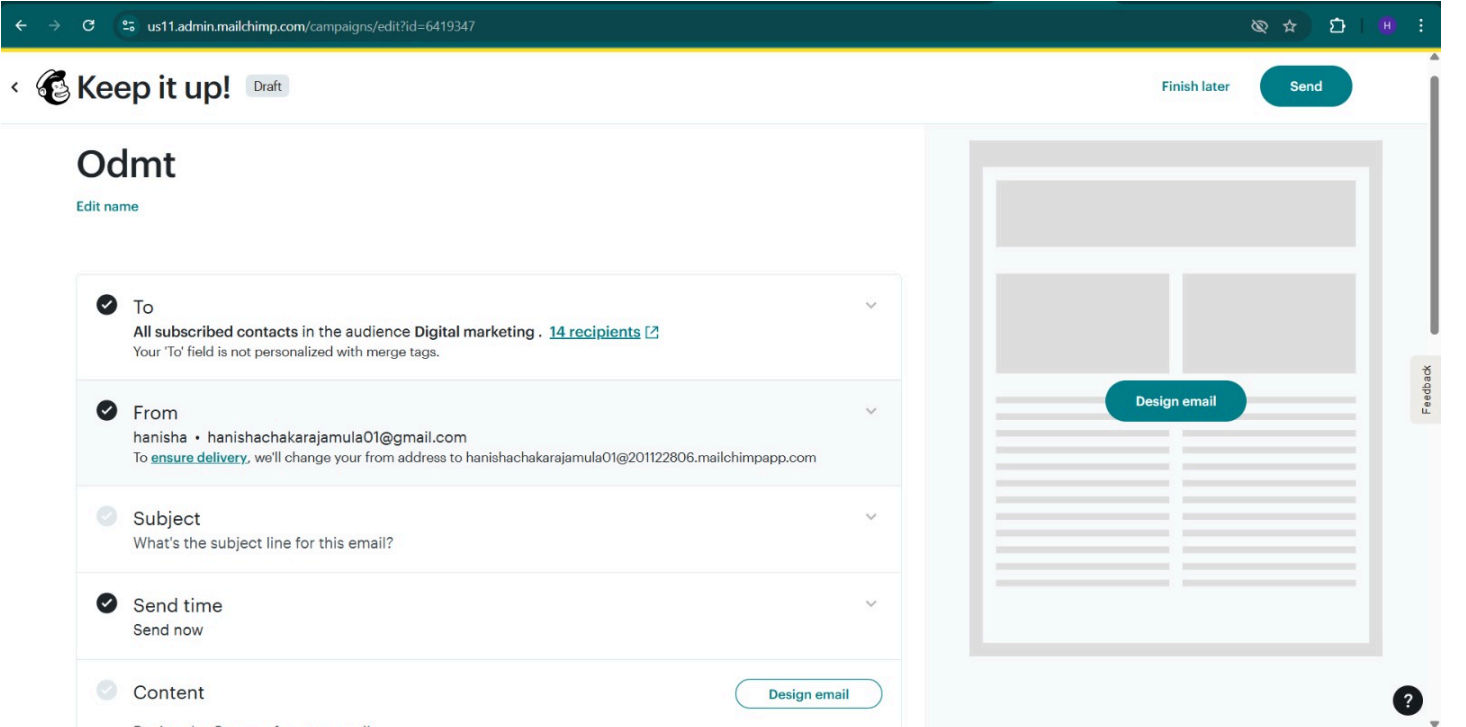 us11.admin.mailchimp.com/campaigns/edit?id=6419347
H
Keep it up! Draft
Finish later Send
Odmt
Edit name
To
All subscribed contacts in the audience Digital marketing . 14 recipients
Your 'To' field is not personalized with merge tags.
From
hanisha • hanishachakarajamula01@gmail.com
To ensure delivery, we'll change your from address to hanishachakarajamula01@201122806.mailchimpapp.com
Subject
What's the subject line for this email?
Send time
Send now
Content
Design email
Design email
Feedback
?